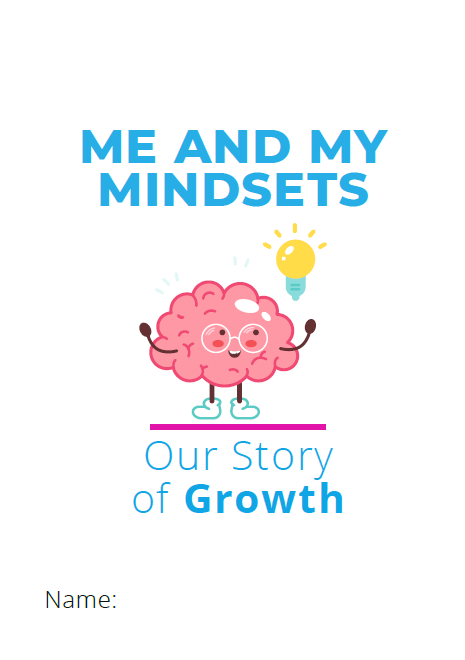 ME AND MY
MINDSETS
Our Story
of Growth
Name: